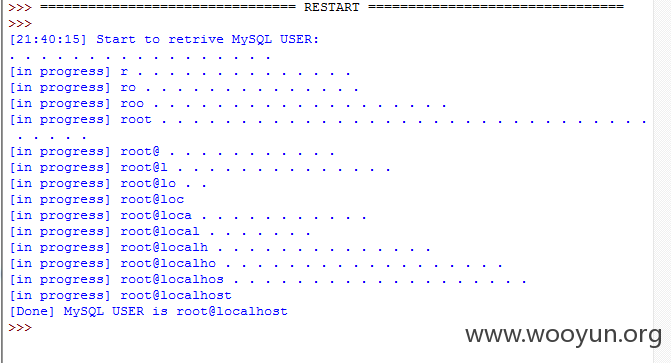 >>> ================================ RESTART ================================
>>>
[21:40:15] Start to retrive MySQL USER:
. . . . . . . . . . . . . . . . .
[in progress] r . . . . . . . . . . . . . .
[in progress] ro . . . . . . . . . . . . . .
[in progress] roo . . . . . . . . . . . . . . . . . . .
[in progress] root . . . . . . . . . . . . . . . . . . . . . . . . . . . . . . .
. . . . .
[in progress] root@ . . . . . . . . . . .
[in progress] root@l . . . . . . . . . . . . . .
[in progress] root@lo . .
[in progress] root@loc
[in progress] root@loca . . . . . . . . . . .
[in progress] root@local . . . . . . .
[in progress] root@localh . . . . . . . . . . . . . .
[in progress] root@localho . . . . . . . . . . . . . . . . . .
[in progress] root@localhos . . . . . . . . . . . . . . . . . . .
[in progress] root@localhost
[Done] MySQL USER is root@localhost
>>>
www.wooyun.org